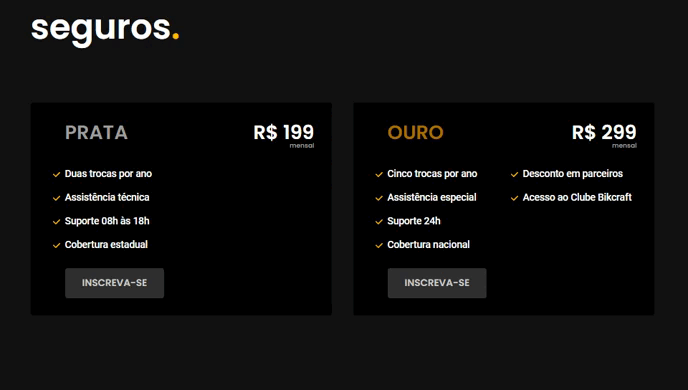 seguros.
PRATA
R$ 199
mensal
Duas trocas por ano
Assistência técnica
Suporte 08h às 18h
Cobertura estadual
INSCREVA-SE
OURO
R$ 299
mensal
Cinco trocas por ano
Assistência especial
Suporte 24h
Cobertura nacional
Desconto em parceiros
Acesso ao Clube Bikcraft
INSCREVA-SE